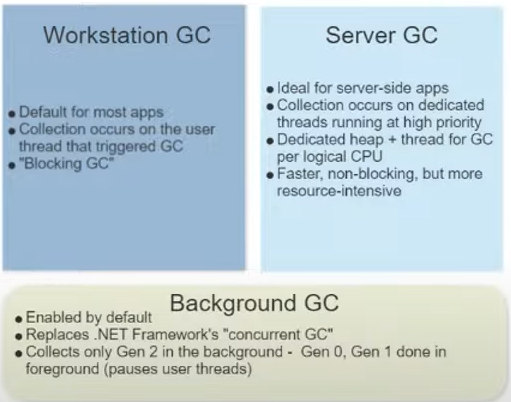 Workstation GC
• Default for most apps
• Collection occurs on the user
thread that triggered GC
• "Blocking GC"
Server GC
• Ideal for server-side apps
• Collection occurs on dedicated
threads running at high priority
• Dedicated heap + thread for GC
per logical CPU
• Faster, non-blocking, but more
resource-intensive
Background GC
• Enabled by default
• Replaces .NET Framework's "concurrent GC"
• Collects only Gen 2 in the background - Gen 0, Gen 1 done in
foreground (pauses user threads)